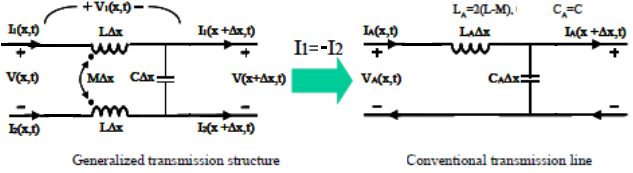 + V₁(x,t) −
I₁(x,t)
LΔx
I₁(x +Δx,t)
+
+
V(x,t)
MΔx
CΔx
V(x+Δx,t)
−
−
I₂(x,t)
LΔx
I₂(x +Δx,t)
Generalized transmission structure
I₁=-I₂
L_A=2(L-M),
C_A=C
I_A(x,t)
L_AΔx
I_A(x +Δx,t)
+
+
V_A(x,t)
C_AΔx
−
−
Conventional transmission line